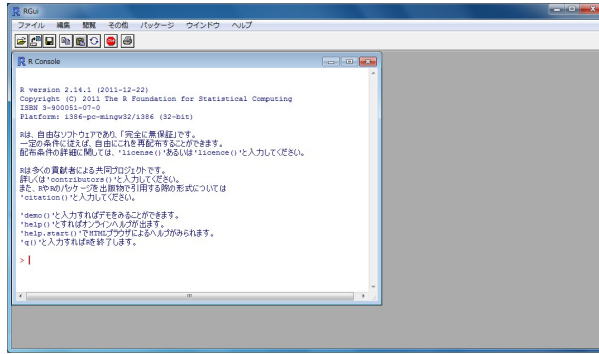 RGui
ファイル 編集 閲覧 その他 パッケージ ウインドウ ヘルプ
STOP
R Console
R version 2.14.1 (2011-12-22)
Copyright (C) 2011 The R Foundation for Statistical Computing
ISBN 3-900051-07-0
Platform: i386-pc-mingw32/i386 (32-bit)
Rは、自由なソフトウェアであり、「完全に無保証」です。
一定の条件に従えば、自由にこれを再配布することができます。
配布条件の詳細に関しては、'license()'あるいは'licence()'と入力してください。
Rは多くの貢献者による共同プロジェクトです。
詳しくは'contributors()'と入力してください。
また、RやRのパッケージを出版物で引用する際の形式については
'citation()'と入力してください。
'demo()'と入力すればデモをみることができます。
'help()'とすればオンラインヘルプが出ます。
'help.start()'でHTMLブラウザによるヘルプがみられます。
'q()'と入力すればRを終了します。
>